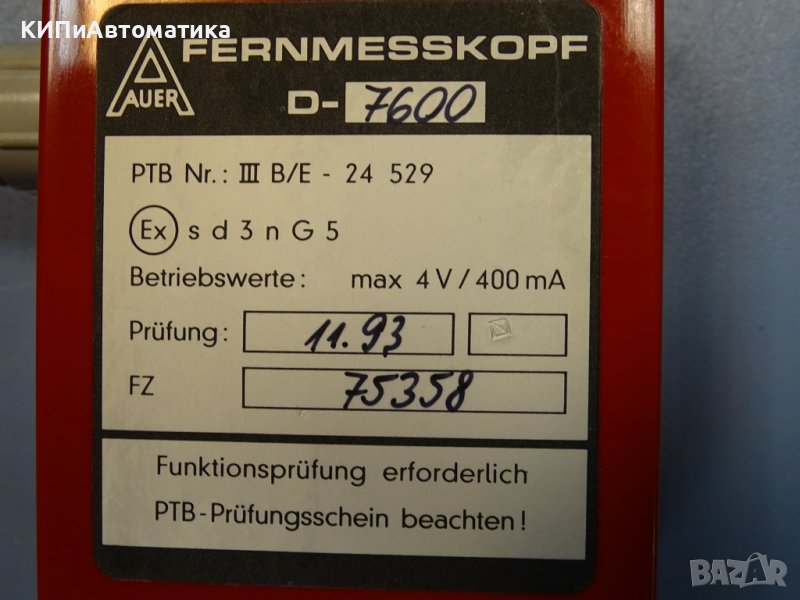 КИПиАвтоматика
AUER
FERNMESSKOPF
D-7600
PTB Nr.: III B/E - 24 529
Ex s d 3 n G 5
Betriebswerte: max 4 V / 400 mA
Prüfung: 11.93
FZ 75358
Funktionsprüfung erforderlich
PTB-Prüfungsschein beachten!
BAZAR